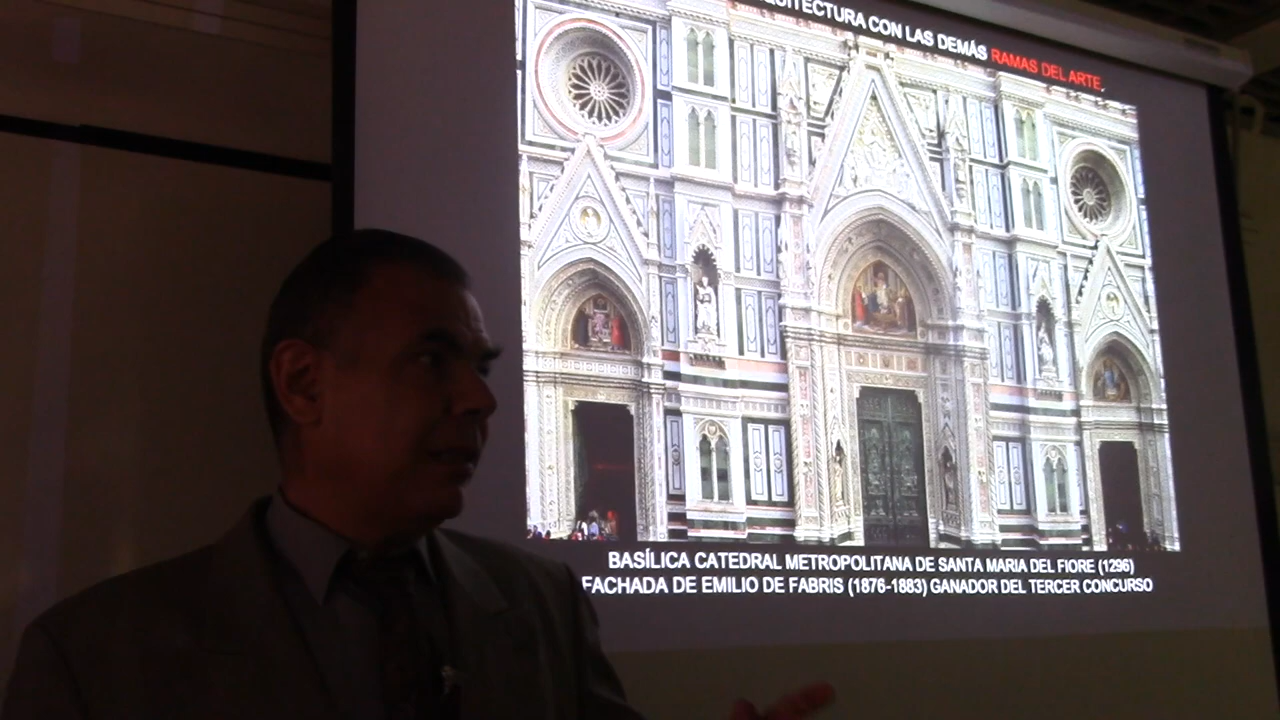 CON LAS DEMÁS RAMAS DEL ARTE.
BASÍLICA CATEDRAL METROPOLITANA DE SANTA MARIA DEL FIORE (1296)
FACHADA DE EMILIO DE FABRIS (1876-1883) GANADOR DEL TERCER CONCURSO